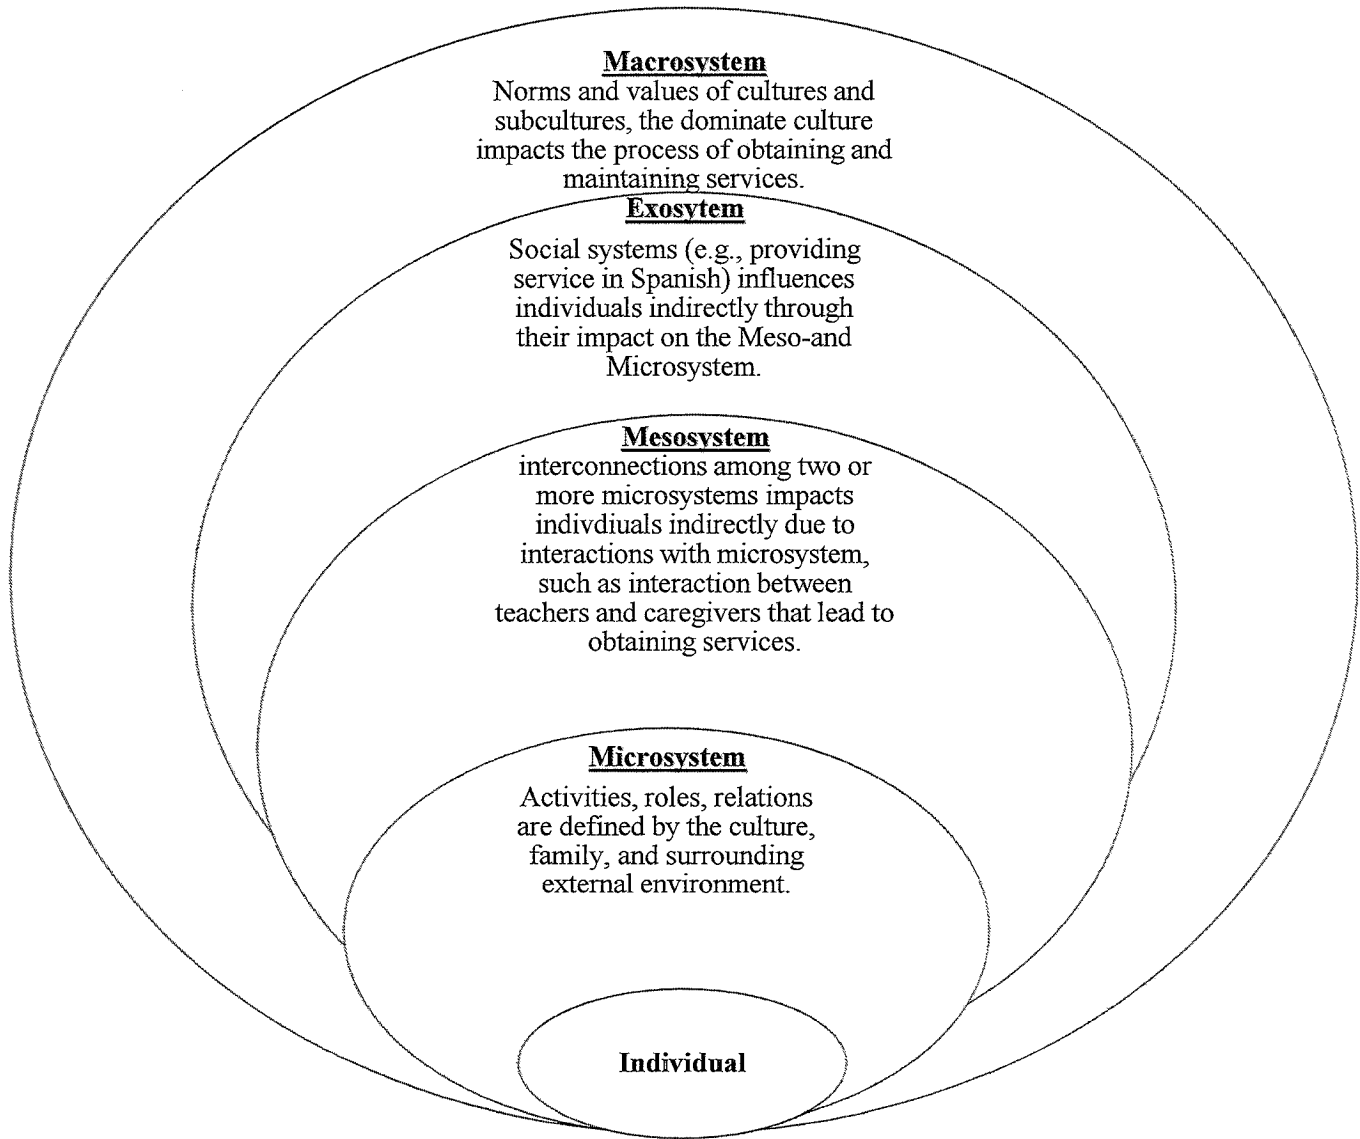 Macrosystem
Norms and values of cultures and
subcultures, the dominate culture
impacts the process of obtaining and
maintaining services.
Exosytem
Social systems (e.g., providing
service in Spanish) influences
individuals indirectly through
their impact on the Meso-and
Microsystem.
Mesosystem
interconnections among two or
more microsystems impacts
indivdiuals indirectly due to
interactions with microsystem,
such as interaction between
teachers and caregivers that lead to
obtaining services.
Microsystem
Activities, roles, relations
are defined by the culture,
family, and surrounding
external environment.
Individual